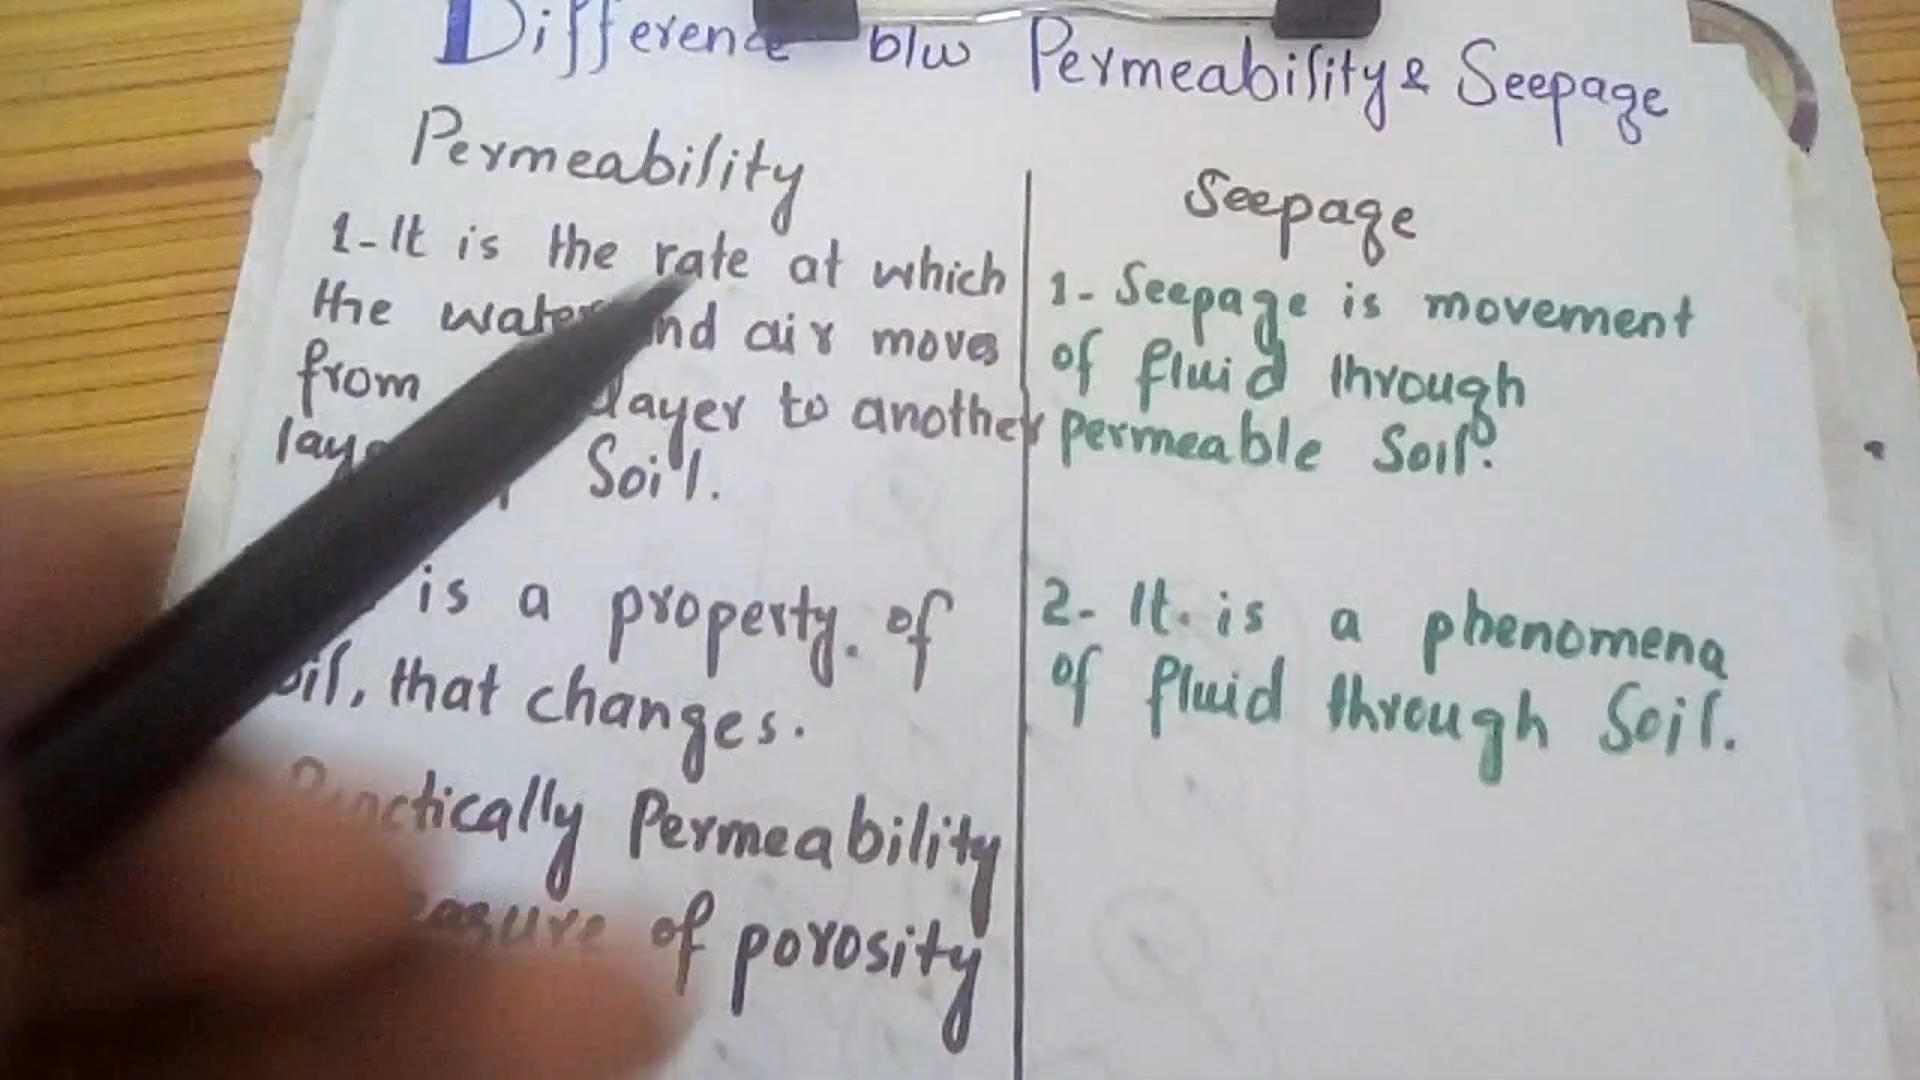 Difference b/w Permeability & Seepage
Permeability
1- It is the rate at which
the water and air moves
from layer to another
Soil.
is a property. of
that changes.
Practically Permeability
of porosity
Seepage
1- Seepage is movement
of fluid through
permeable Soil.
2- It. is a phenomena
of fluid through Soil.